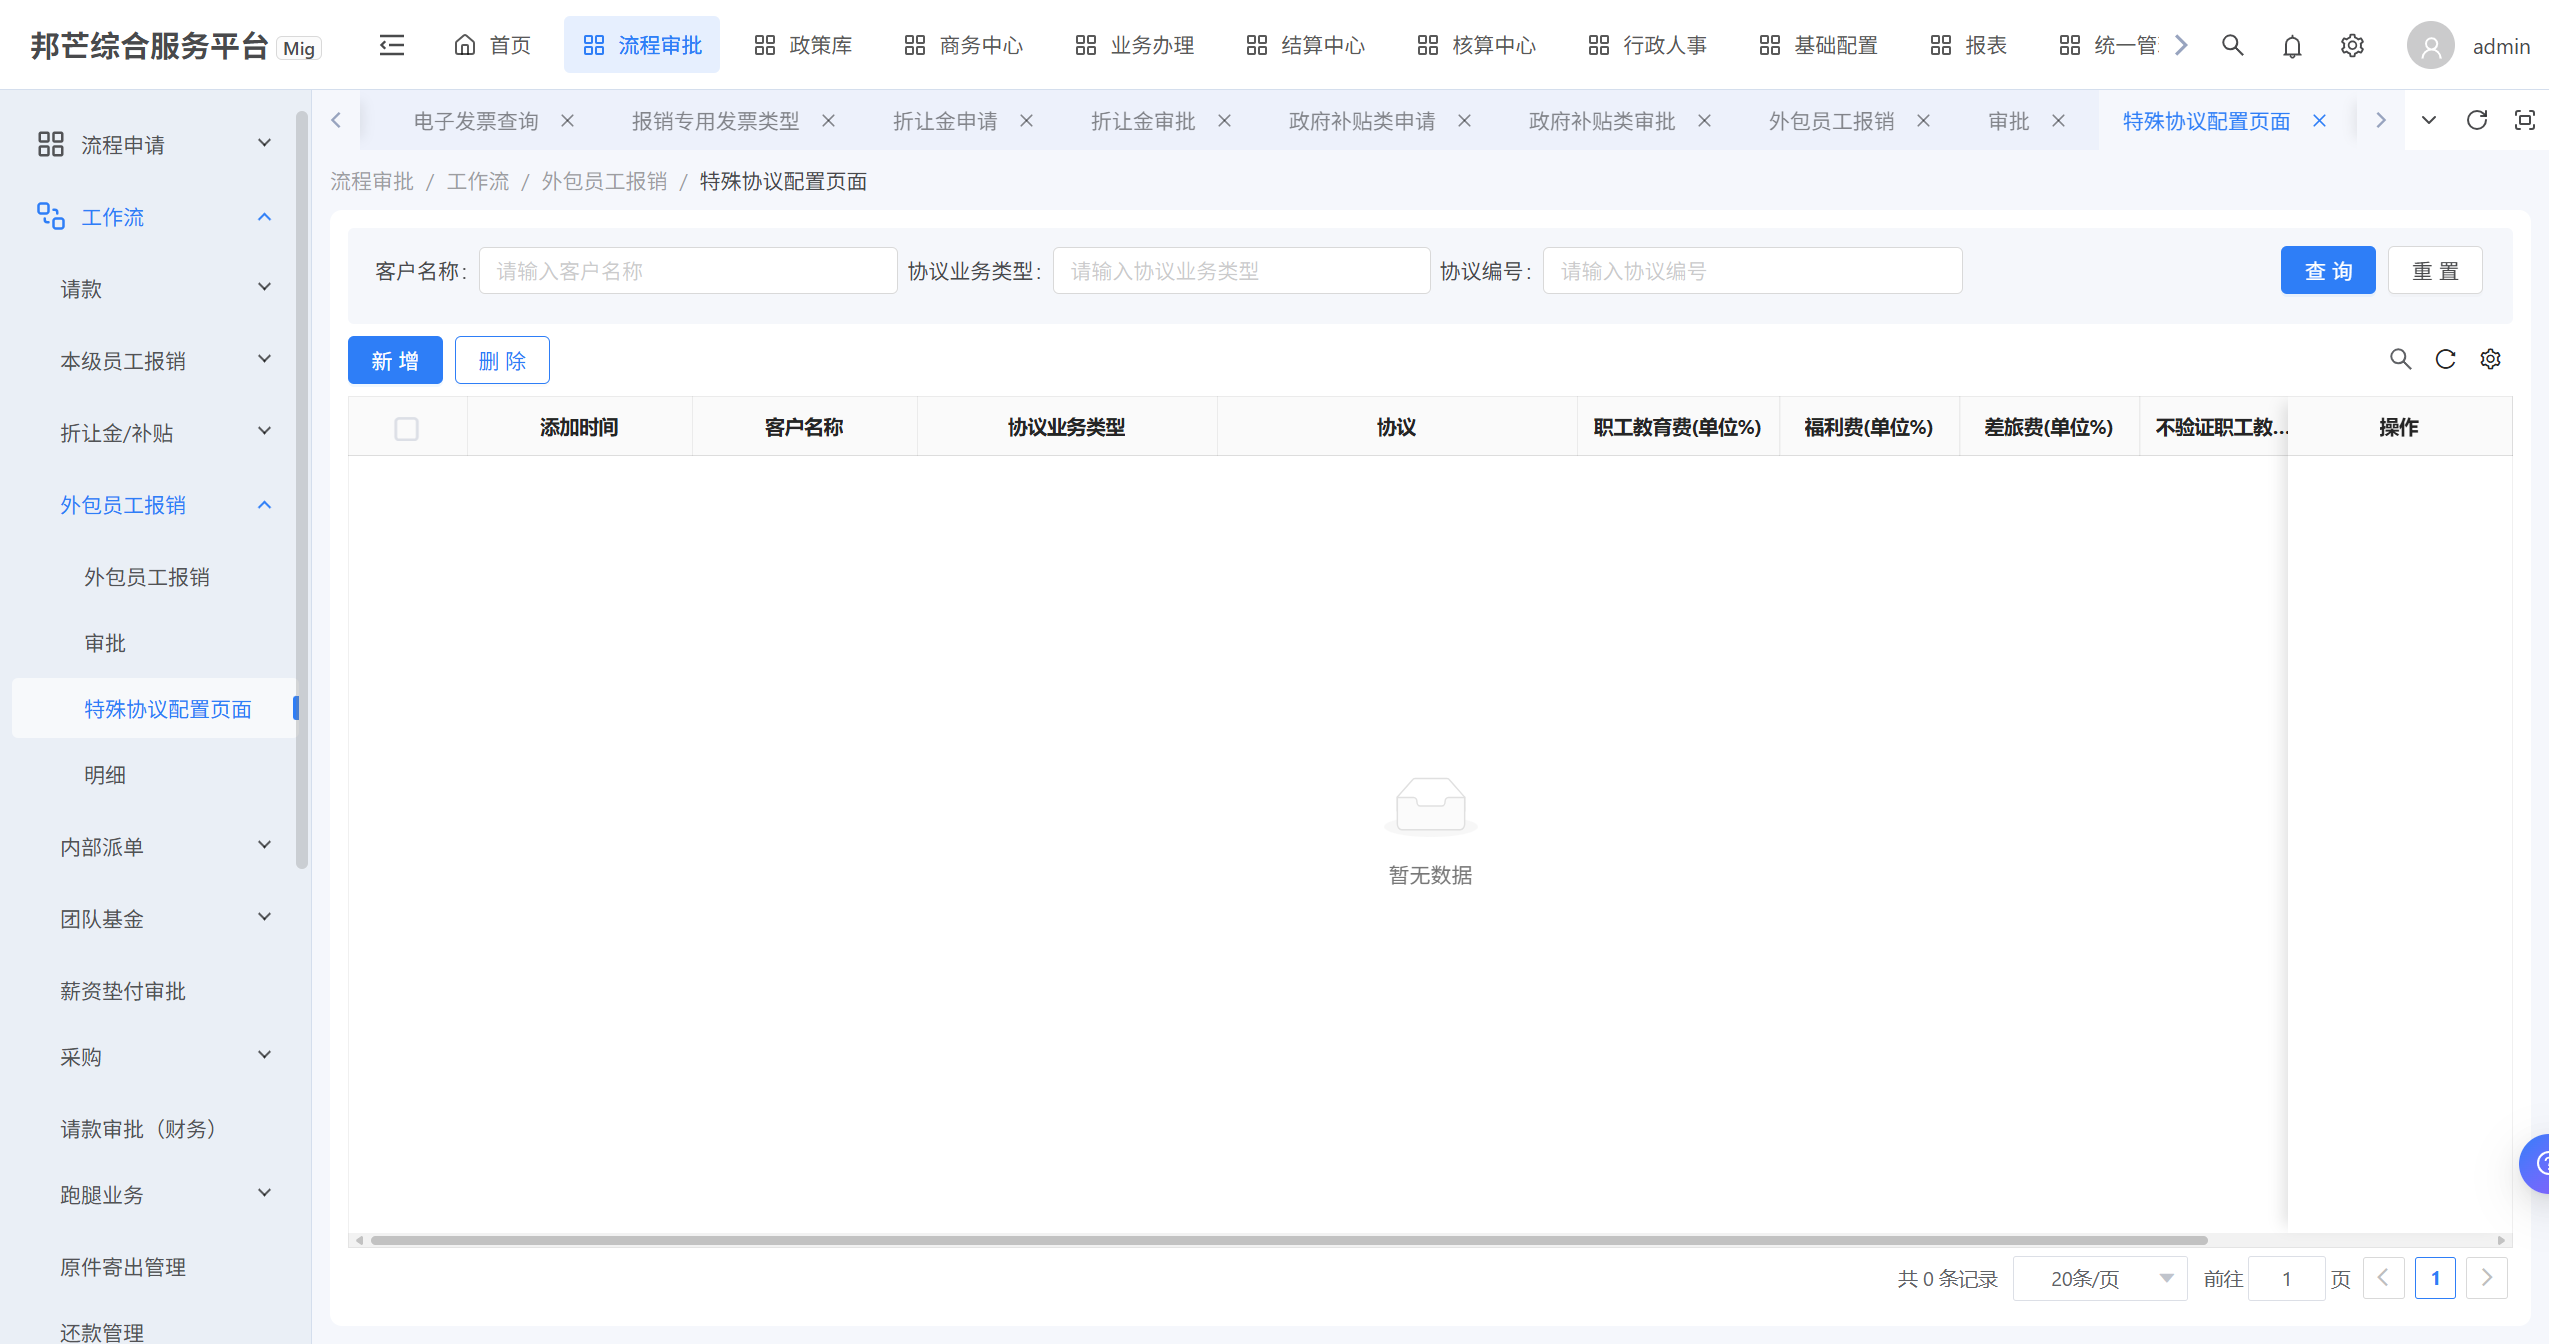 邦芒综合服务平台 Mig
首页 流程审批 政策库 商务中心 业务办理 结算中心 核算中心 行政人事 基础配置 报表 统一管 admin
电子发票查询 报销专用发票类型 折让金申请 折让金审批 政府补贴类申请 政府补贴类审批 外包员工报销 审批 特殊协议配置页面
流程审批 / 工作流 / 外包员工报销 / 特殊协议配置页面
流程申请
工作流
请款
本级员工报销
折让金/补贴
外包员工报销
外包员工报销
审批
特殊协议配置页面
明细
内部派单
团队基金
薪资垫付审批
采购
请款审批（财务）
跑腿业务
原件寄出管理
还款管理
客户名称: 请输入客户名称 协议业务类型: 请输入协议业务类型 协议编号: 请输入协议编号 查 询 重 置
新 增 删 除
添加时间 客户名称 协议业务类型 协议 职工教育费(单位%) 福利费(单位%) 差旅费(单位%) 不验证职工教... 操作
暂无数据
共 0 条记录 20条/页 前往 1 页 1